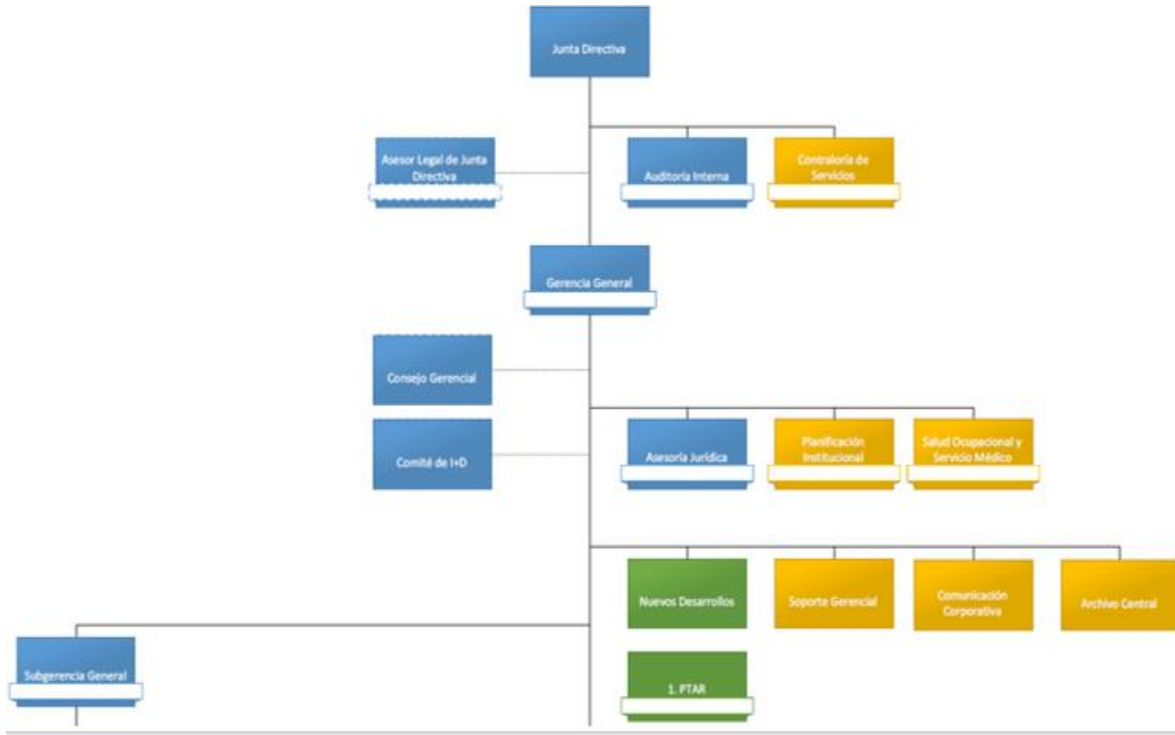 Junta Directiva
Asesor Legal de Junta
Directiva
Auditoría Interna
Contraloría de
Servicios
Gerencia General
Consejo Gerencial
Comité de I+D
Asesoría Jurídica
Planificación
Institucional
Salud Ocupacional y
Servicio Médico
Nuevos Desarrollos
Soporte Gerencial
Comunicación
Corporativa
Archivo Central
Subgerencia General
1. PTAR